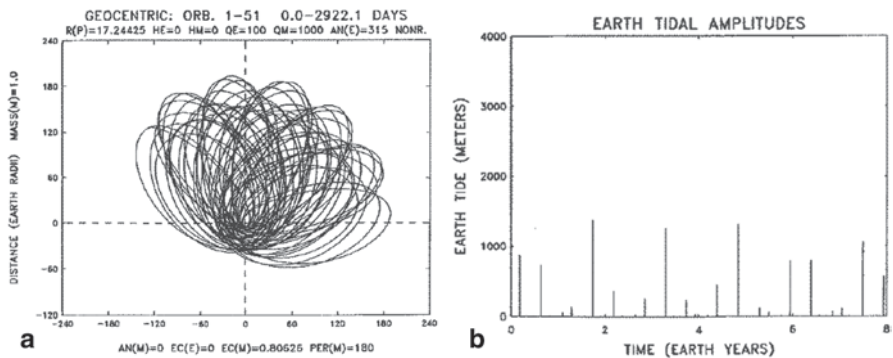 GEOCENTRIC: ORB. 1-51 0.0-2922.1 DAYS
R(P)=17.24425 HE=0 HM=0 QE=100 QM=1000 AN(E)=315 NONR.
DISTANCE (EARTH RADII) MASS(M)=1.0
240
180
120
60
0
-60
-120
-240 -180 -120 -60 0 60 120 180 240
a
AN(M)=0 EC(E)=0 EC(M)=0.80625 PER(M)=180
EARTH TIDAL AMPLITUDES
EARTH TIDE (METERS)
4000
3000
2000
1000
0
0 2 4 6 8
b
TIME (EARTH YEARS)